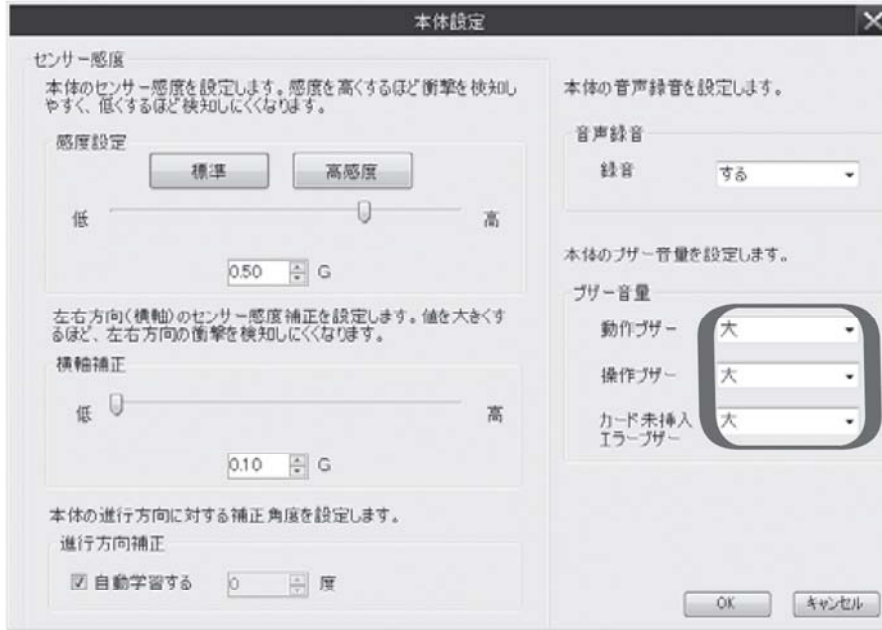 本体設定
センサー感度
本体のセンサー感度を設定します。感度を高くするほど衝撃を検知し
やすく、低くするほど検知しにくくなります。
感度設定
標準
高感度
低
高
0.50
G
左右方向(横軸)のセンサー感度補正を設定します。値を大きくす
るほど、左右方向の衝撃を検知しにくくなります。
横軸補正
低
高
0.10
G
本体の進行方向に対する補正角度を設定します。
進行方向補正
自動学習する
0
度
本体の音声録音を設定します。
音声録音
録音
する
本体のブザー音量を設定します。
ブザー音量
動作ブザー
大
操作ブザー
大
カード未挿入
エラーブザー
大
OK
キャンセル